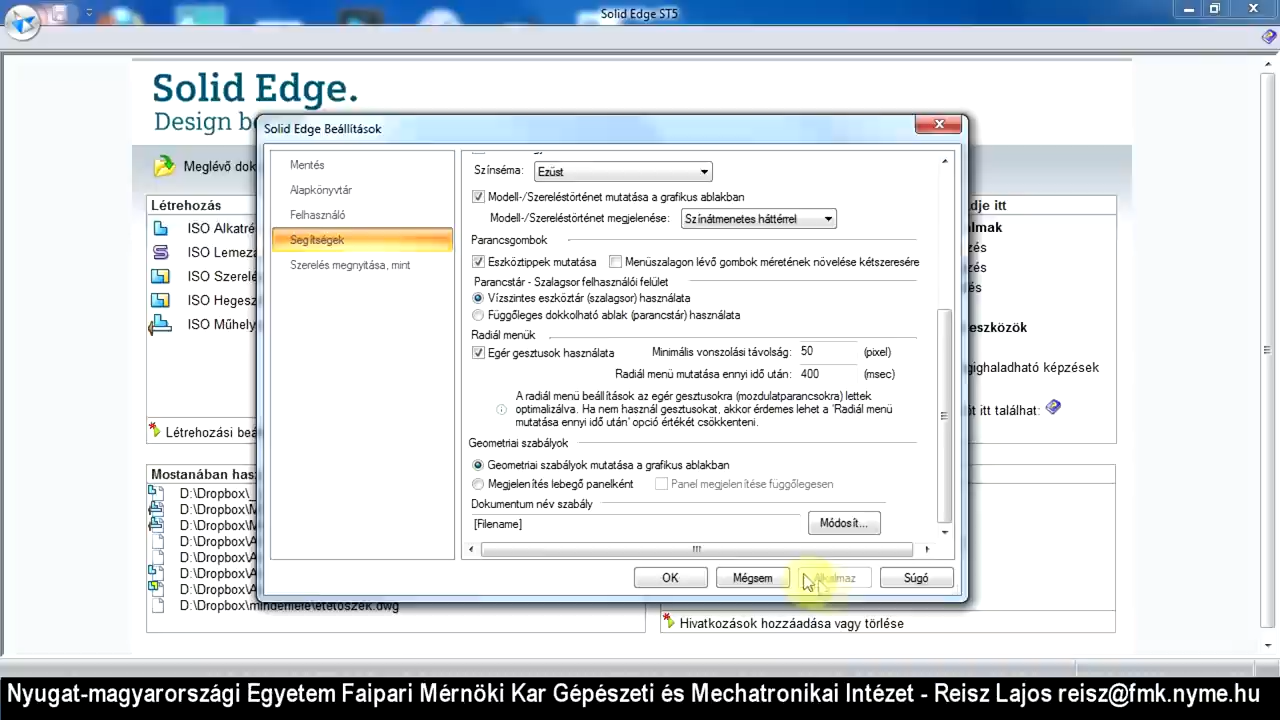 Solid Edge ST5
Solid Edge.
Design b
Solid Edge Beállítások
Mentés
Alapkönyvtár
Felhasználó
Segítségek
Szerelés megnyitása, mint
Színséma: Ezüst
Modell-/Szereléstörténet mutatása a grafikus ablakban
Modell-/Szereléstörténet megjelenése: Színátmenetes háttérrel
Parancsgombok
Eszköztippek mutatása Menüszalagon lévő gombok méretének növelése kétszeresére
Parancstár - Szalagsor felhasználói felület
Vízszintes eszköztár (szalagsor) használata
Függőleges dokkolható ablak (parancstár) használata
Radiál menük
Egér gesztusok használata Minimális vonszolási távolság: 50 (pixel)
Radiál menü mutatása ennyi idő után: 400 (msec)
A radiál menü beállítások az egér gesztusokra (mozdulatparancsokra) lettek
optimalizálva. Ha nem használ gesztusokat, akkor érdemes lehet a 'Radiál menü
mutatása ennyi idő után' opció értékét csökkenteni.
Geometriai szabályok
Geometriai szabályok mutatása a grafikus ablakban
Megjelenítés lebegő panelként Panel megjelenítése függőlegesen
Dokumentum név szabály
[Filename] Módosít...
OK Mégsem Alkalmaz Súgó
Meglévő dok
Létrehozás
ISO Alkatré
ISO Lemeza
ISO Szerelé
ISO Hegesz
ISO Műhely
Létrehozási beá
Mostanában has
D:\Dropbox\_
D:\Dropbox\M
D:\Dropbox\M
D:\Dropbox\A
D:\Dropbox\A
D:\Dropbox\A
D:\Dropbox\A
D:\Dropbox\mindenféle\etetoszek.dwg
dje itt
almak
zés
zés
és
eszközök
gighaladható képzések
ót itt találhat:
Hivatkozások hozzáadása vagy törlése
Nyugat-magyarországi Egyetem Faipari Mérnöki Kar Gépészeti és Mechatronikai Intézet - Reisz Lajos reisz@fmk.nyme.hu